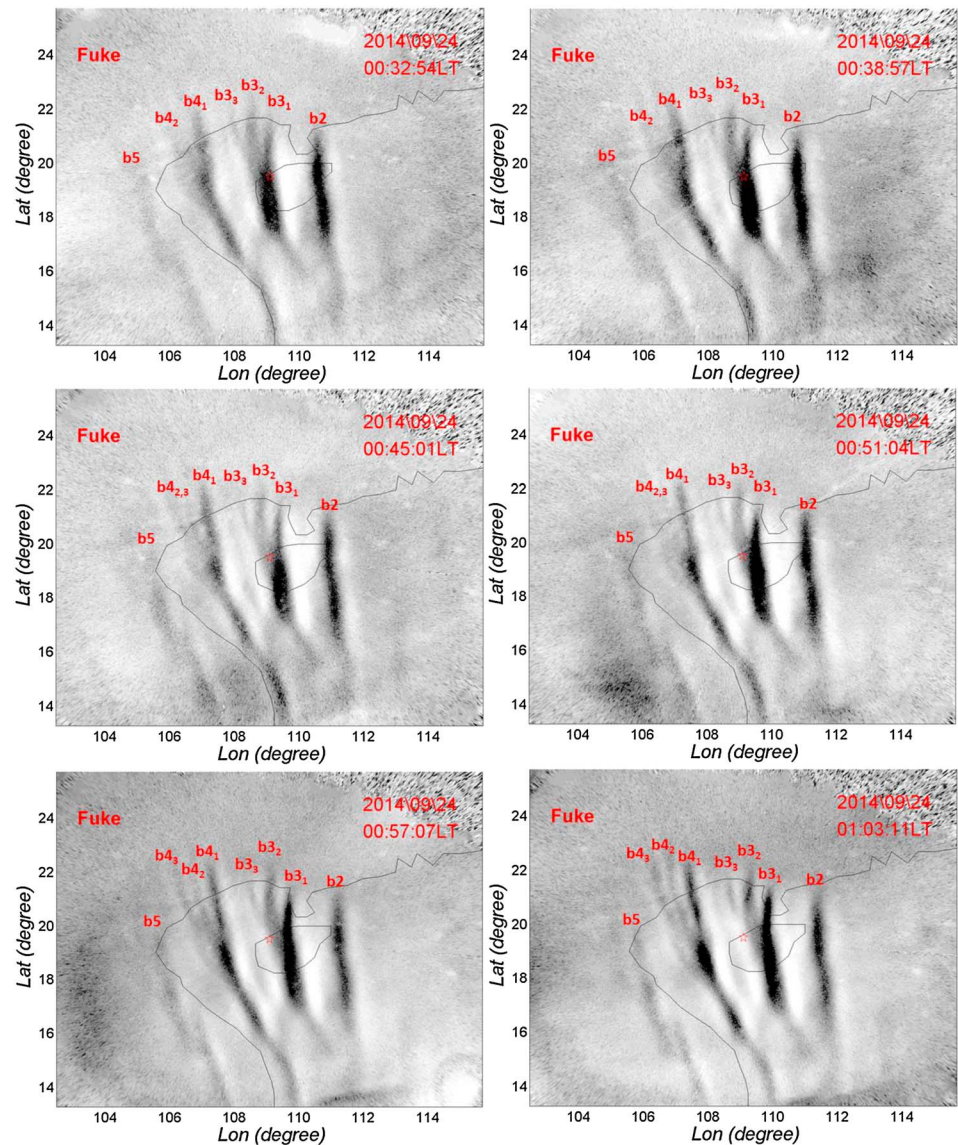 Fuke
2014\09\24
00:32:54LT
b5 b4₂ b4₁ b3₃ b3₂ b3₁ b2
24
22
20
18
16
14
Lat (degree)
104 106 108 110 112 114
Lon (degree)
Fuke
2014\09\24
00:38:57LT
b5 b4₂ b4₁ b3₃ b3₂ b3₁ b2
24
22
20
18
16
14
Lat (degree)
104 106 108 110 112 114
Lon (degree)
Fuke
2014\09\24
00:45:01LT
b5 b4₂,₃ b4₁ b3₃ b3₂ b3₁ b2
24
22
20
18
16
14
Lat (degree)
104 106 108 110 112 114
Lon (degree)
Fuke
2014\09\24
00:51:04LT
b5 b4₂,₃ b4₁ b3₃ b3₂ b3₁ b2
24
22
20
18
16
14
Lat (degree)
104 106 108 110 112 114
Lon (degree)
Fuke
2014\09\24
00:57:07LT
b5 b4₃ b4₂ b4₁ b3₃ b3₂ b3₁ b2
24
22
20
18
16
14
Lat (degree)
104 106 108 110 112 114
Lon (degree)
Fuke
2014\09\24
01:03:11LT
b5 b4₃ b4₂ b4₁ b3₃ b3₂ b3₁ b2
24
22
20
18
16
14
Lat (degree)
104 106 108 110 112 114
Lon (degree)